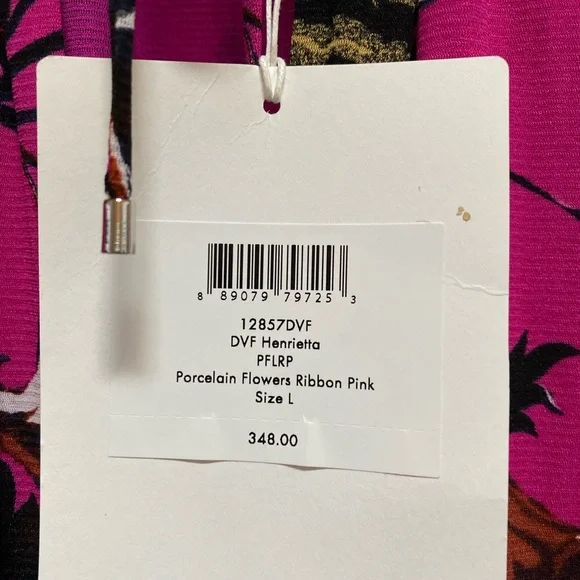 8 89079 79725 3
12857DVF
DVF Henrietta
PFLRP
Porcelain Flowers Ribbon Pink
Size L
348.00